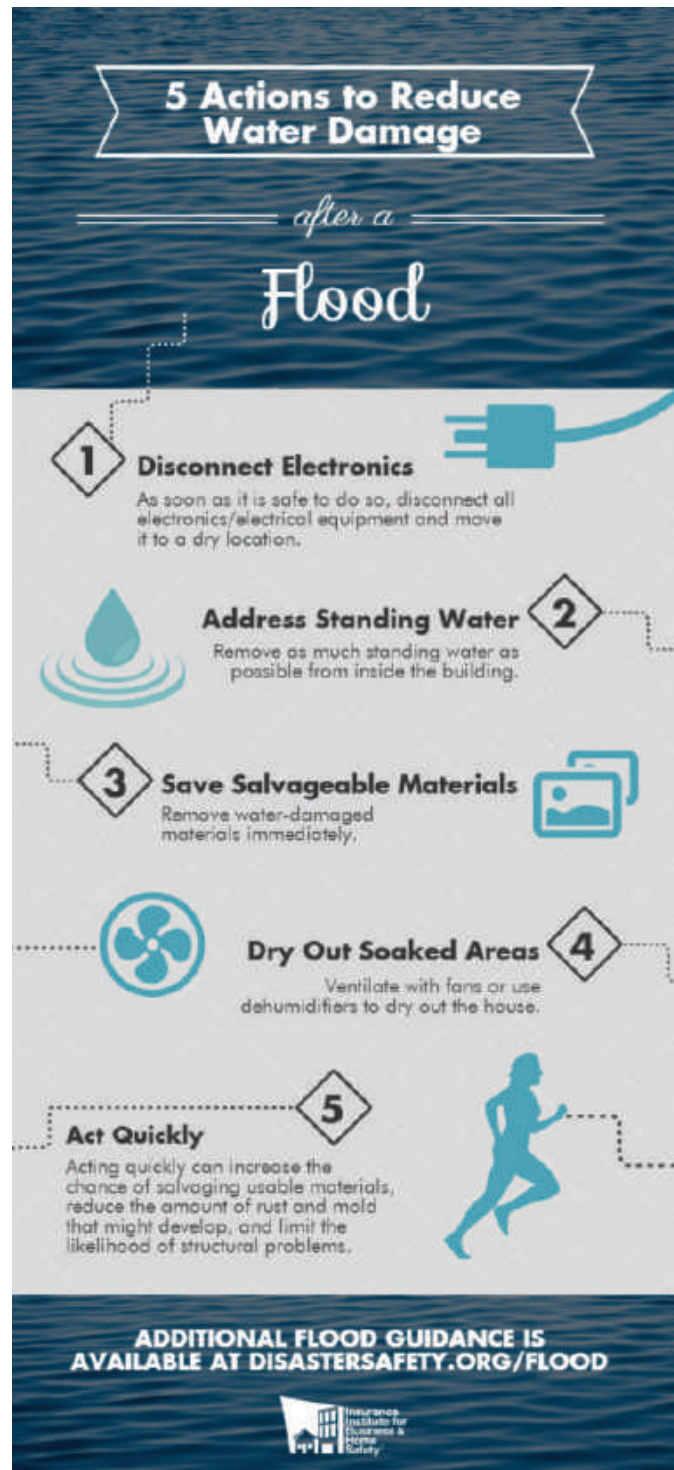 5 Actions to Reduce
Water Damage
after a
Flood
1
Disconnect Electronics
As soon as it is safe to do so, disconnect all
electronics/electrical equipment and move
it to a dry location.
Address Standing Water
2
Remove as much standing water as
possible from inside the building.
3
Save Salvageable Materials
Remove water-damaged
materials immediately.
Dry Out Soaked Areas
4
Ventilate with fans or use
dehumidifiers to dry out the house.
5
Act Quickly
Acting quickly can increase the
chance of salvaging usable materials,
reduce the amount of rust and mold
that might develop, and limit the
likelihood of structural problems.
ADDITIONAL FLOOD GUIDANCE IS
AVAILABLE AT DISASTERSAFETY.ORG/FLOOD
Insurance
Institute for
Business &
Home
Safety